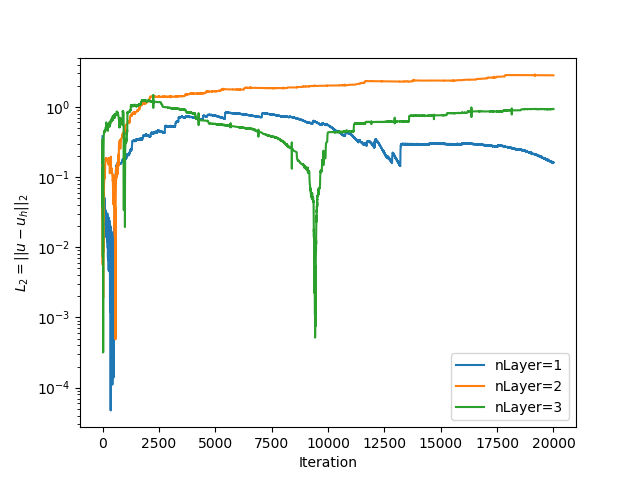 10⁰
10⁻¹
10⁻²
10⁻³
10⁻⁴
L₂ = ||u − uₕ||₂
nLayer=1
nLayer=2
nLayer=3
0 2500 5000 7500 10000 12500 15000 17500 20000
Iteration